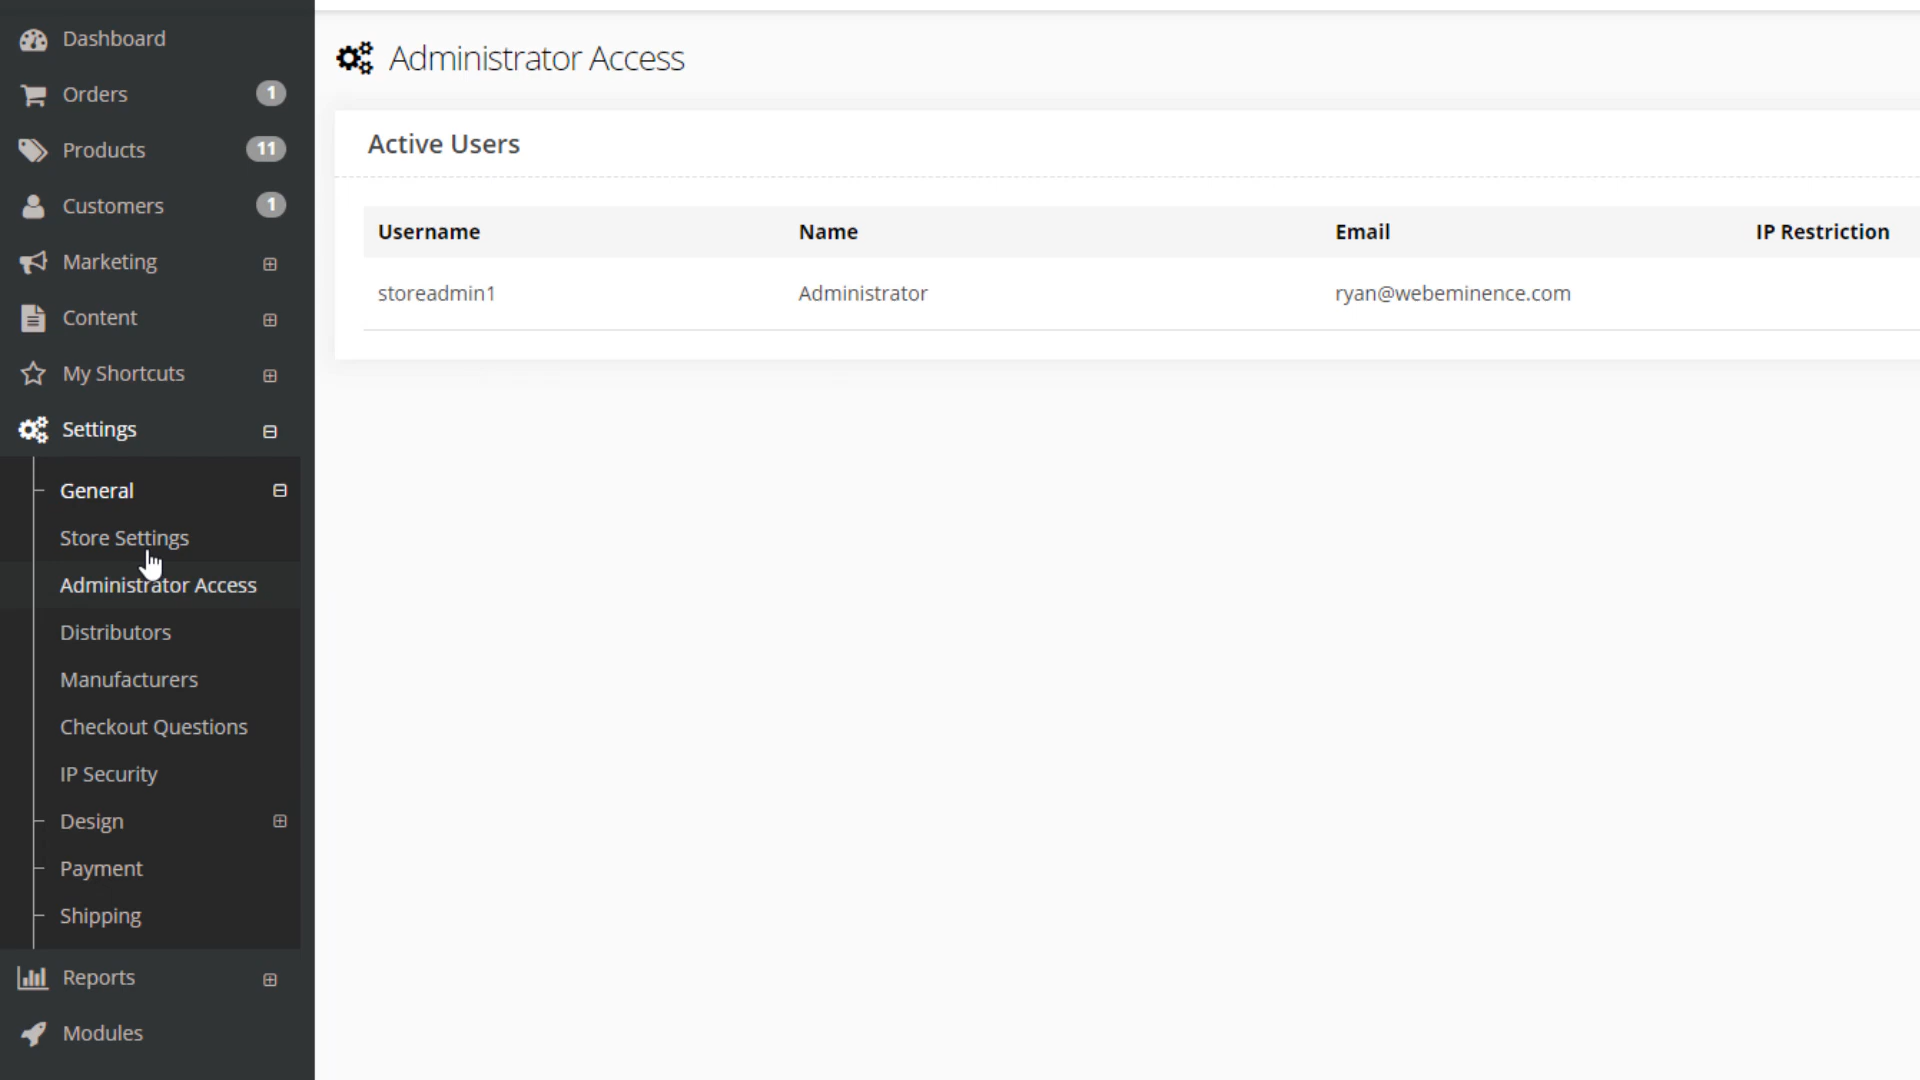 Dashboard
Orders 1
Products 11
Customers 1
Marketing
Content
My Shortcuts
Settings
General
Store Settings
Administrator Access
Distributors
Manufacturers
Checkout Questions
IP Security
Design
Payment
Shipping
Reports
Modules
Administrator Access
Active Users
Username Name Email IP Restriction
storeadmin1 Administrator ryan@webeminence.com